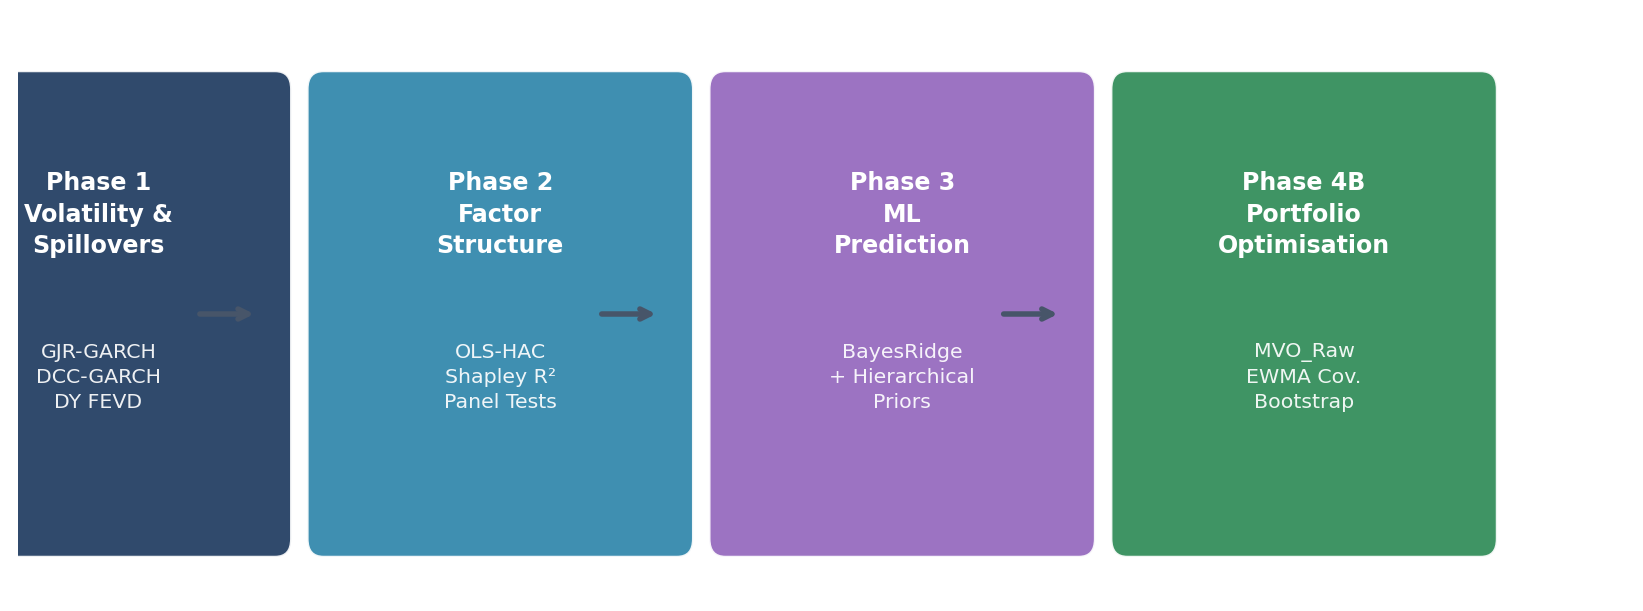 Phase 1
Volatility &
Spillovers
GJR-GARCH
DCC-GARCH
DY FEVD
Phase 2
Factor
Structure
OLS-HAC
Shapley R²
Panel Tests
Phase 3
ML
Prediction
BayesRidge
+ Hierarchical
Priors
Phase 4B
Portfolio
Optimisation
MVO_Raw
EWMA Cov.
Bootstrap